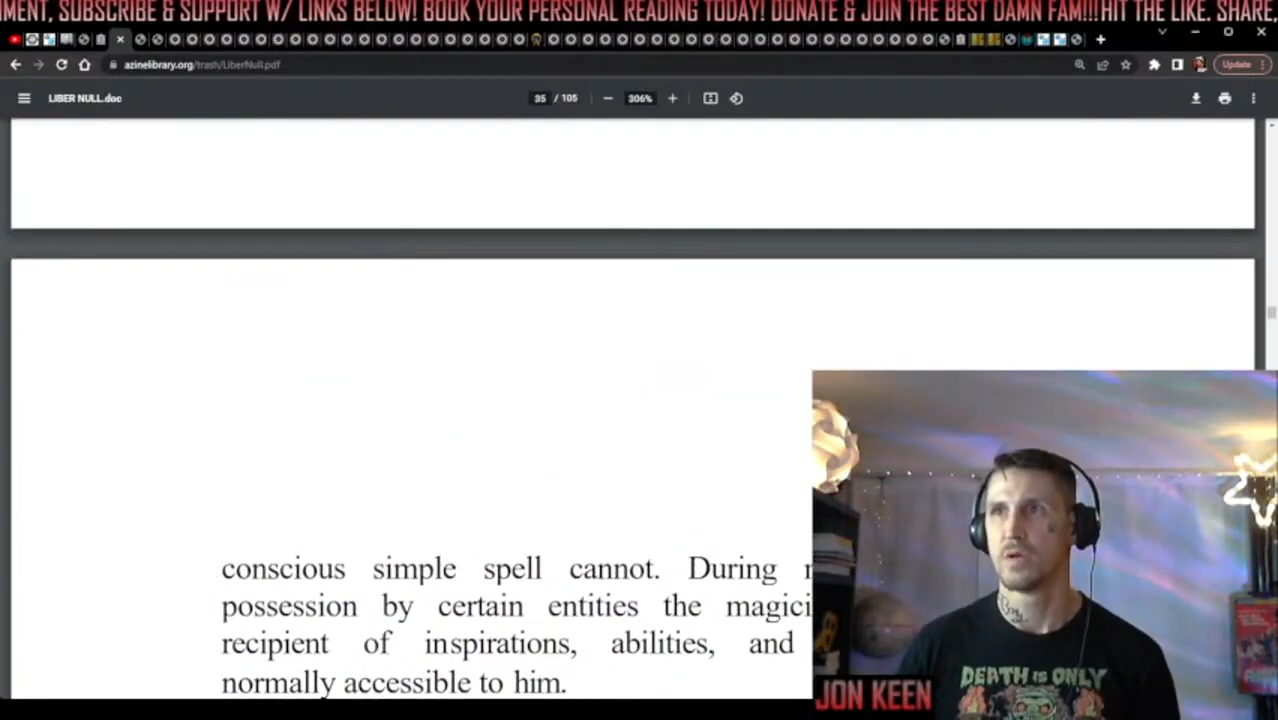 MENT, SUBSCRIBE & SUPPORT W/ LINKS BELOW! BOOK YOUR PERSONAL READING TODAY! DONATE & JOIN THE BEST DAMN FAM!!! HIT THE LIKE. SHARE,
azinelibrary.org/trash/LiberNull.pdf
Update
LIBER NULL.doc
35 / 105
306%
conscious simple spell cannot. During
possession by certain entities the magici
recipient of inspirations, abilities, and
normally accessible to him.
DEATH IS ONLY
JON KEEN